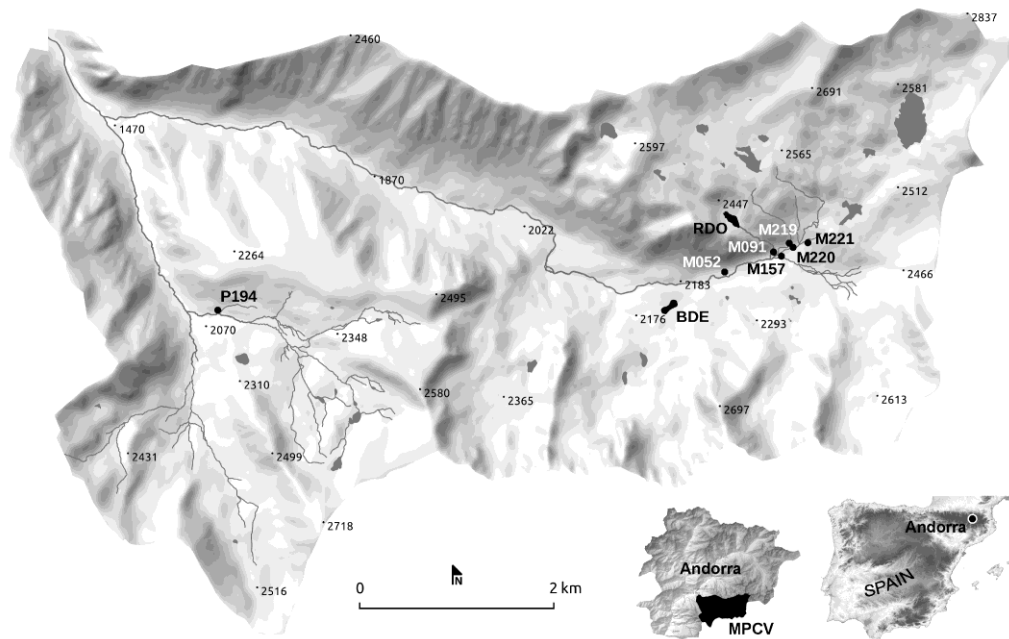 2837
2460
2691
2581
1470
2597
2565
1870
2512
2447
RDO
2022
M219
M221
M091
M220
2264
M052
M157
2466
2183
2495
P194
2176
BDE
2293
2070
2348
2310
2580
2365
2697
2613
2431
2499
2718
Andorra
Andorra
SPAIN
N
2516
0
2 km
MPCV